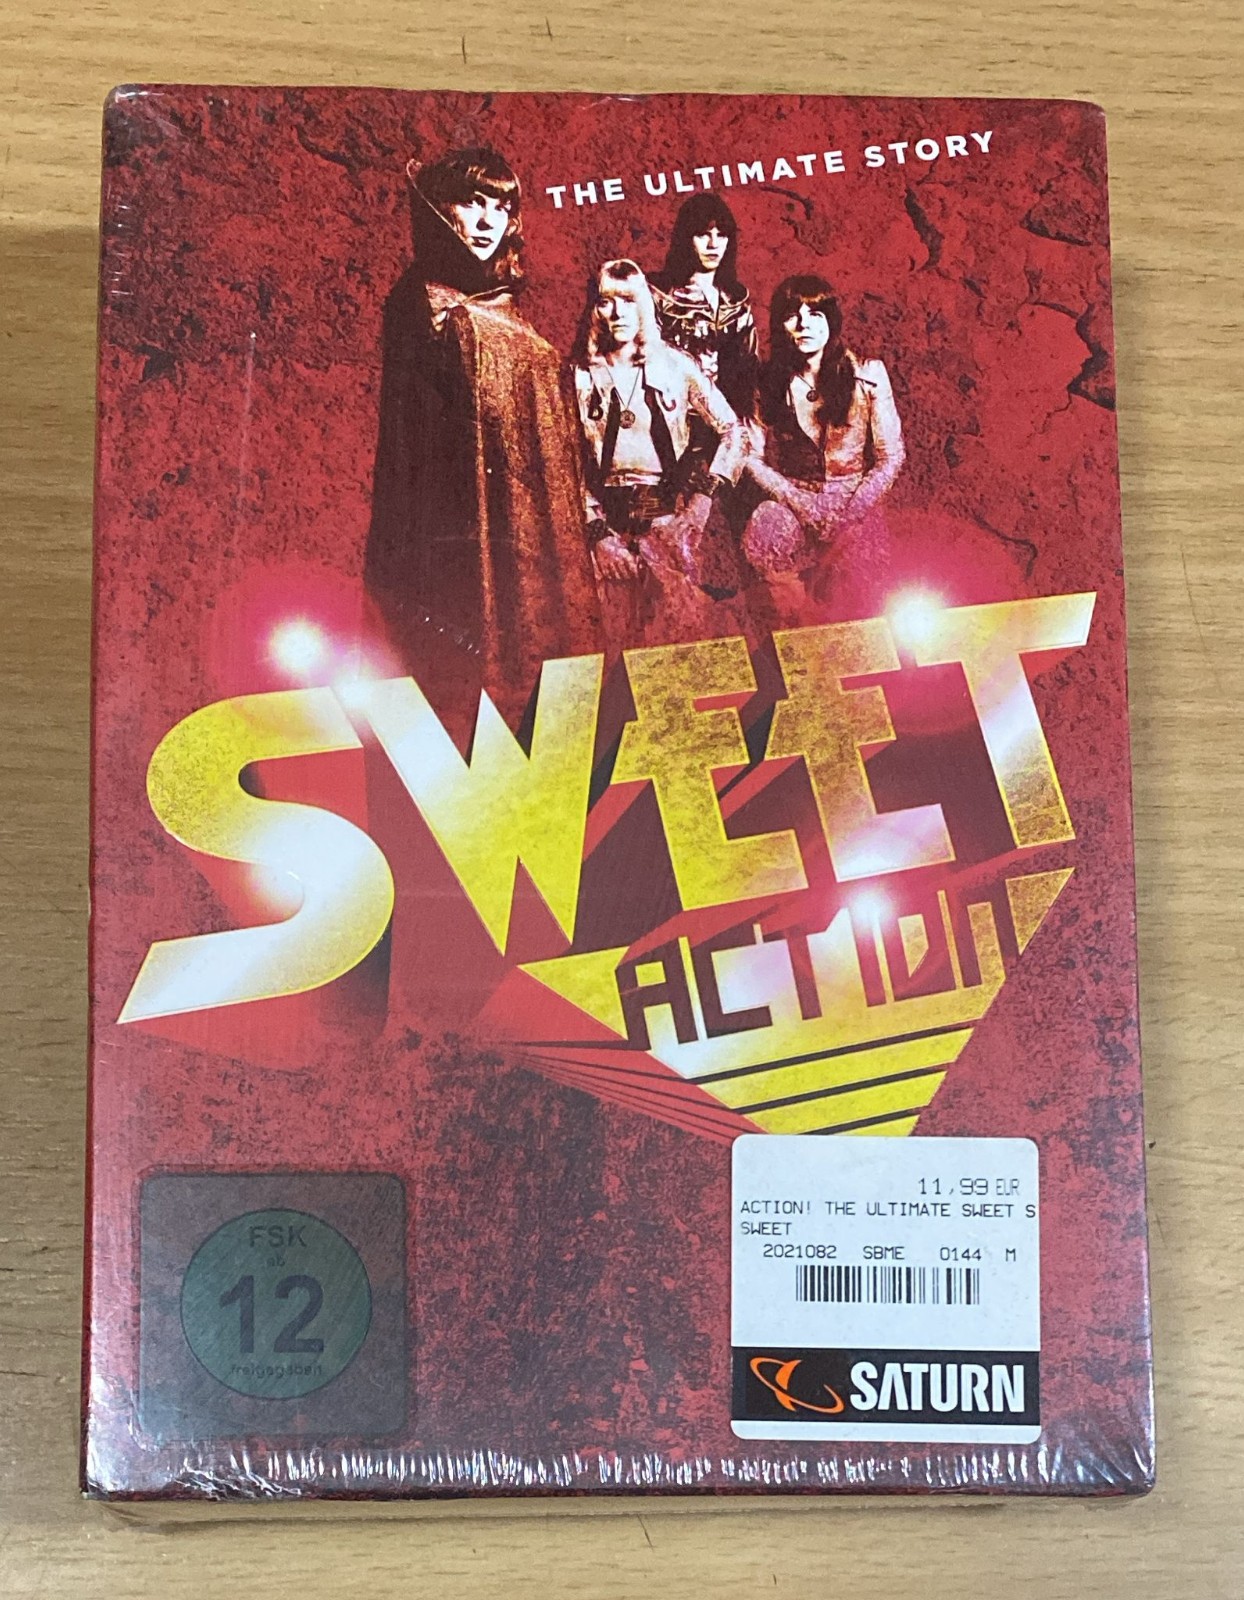 THE ULTIMATE STORY
SWEET
ACTION
11,99 EUR
ACTION! THE ULTIMATE SWEET S
SWEET
2021082 SBME 0144 M
SATURN
FSK
ab
12
freigegeben